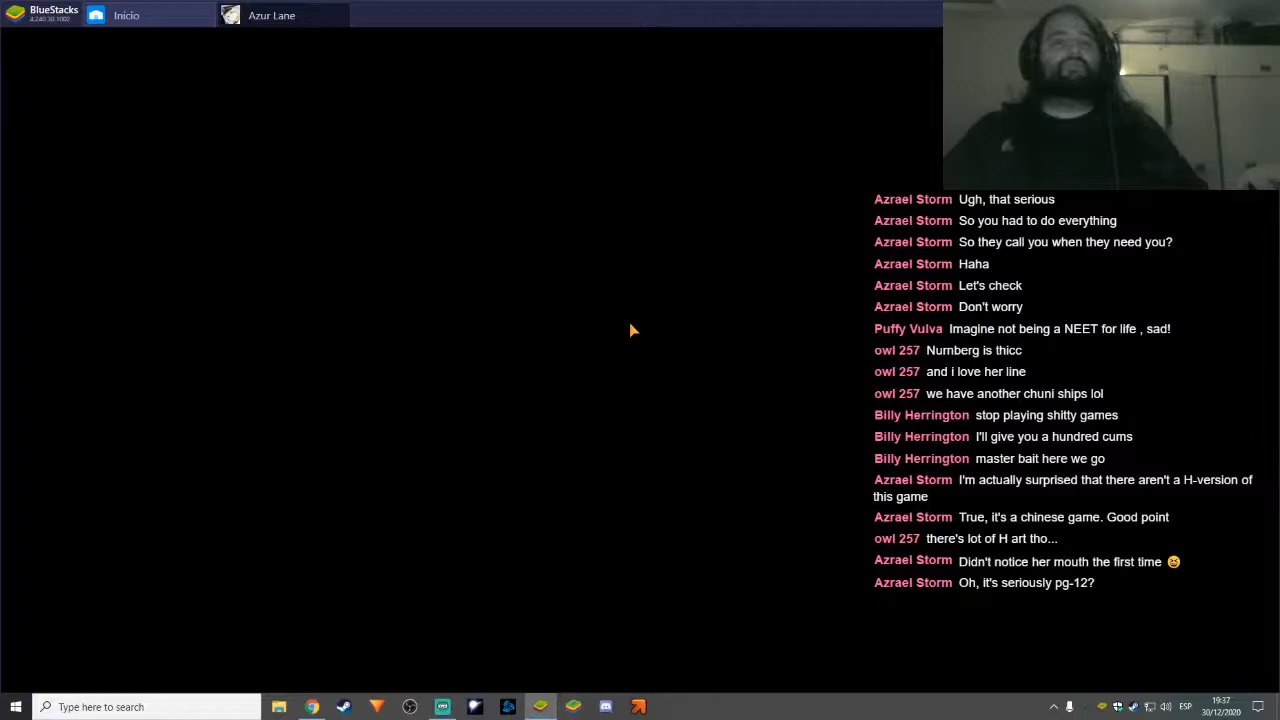 BlueStacks
4.240.30.1002
Inicio
Azur Lane
Azrael Storm Ugh, that serious
Azrael Storm So you had to do everything
Azrael Storm So they call you when they need you?
Azrael Storm Haha
Azrael Storm Let's check
Azrael Storm Don't worry
Puffy Vulva Imagine not being a NEET for life , sad!
owl 257 Nurnberg is thicc
owl 257 and i love her line
owl 257 we have another chuni ships lol
Billy Herrington stop playing shitty games
Billy Herrington I'll give you a hundred cums
Billy Herrington master bait here we go
Azrael Storm I'm actually surprised that there aren't a H-version of
this game
Azrael Storm True, it's a chinese game. Good point
owl 257 there's lot of H art tho...
Azrael Storm Didn't notice her mouth the first time 😆
Azrael Storm Oh, it's seriously pg-12?
Type here to search
ESP
19:37
30/12/2020